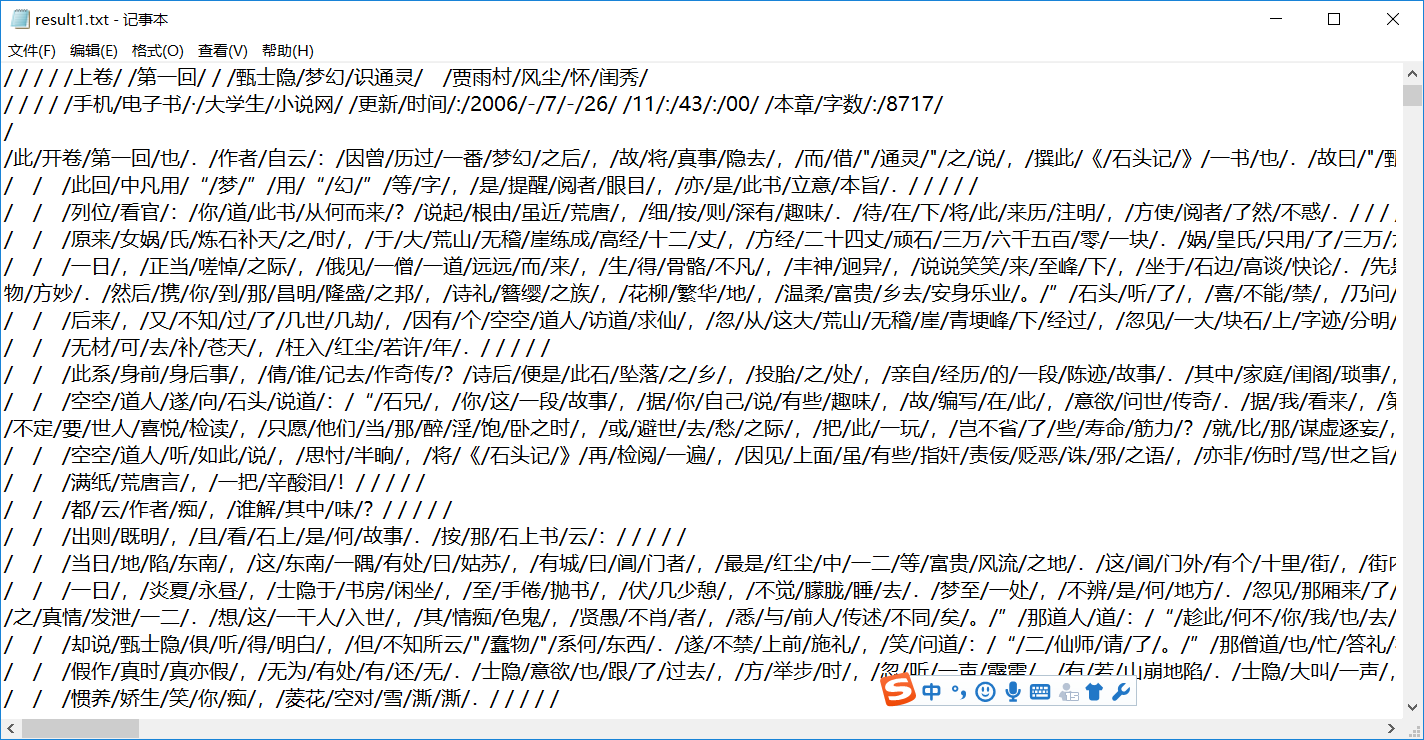 result1.txt - 记事本
文件(F) 编辑(E) 格式(O) 查看(V) 帮助(H)
/ / / / /上卷/ /第一回/ / /甄士隐/梦幻/识通灵/ /贾雨村/风尘/怀/闺秀/
/ / / / /手机/电子书/·/大学生/小说网/ /更新/时间/:/2006/-/7/-/26/ /11/:/43/:/00/ /本章/字数/:/8717/
/
/此/开卷/第一回/也/．/作者/自云/：/因曾/历过/一番/梦幻/之后/，/故/将/真事/隐去/，/而/借/"/通灵/"/之/说/，/撰此/《/石头记/》/一书/也/．/故曰/"/甄
/ / /此回/中凡用/“/梦/”/用/“/幻/”/等/字/，/是/提醒/阅者/眼目/，/亦/是/此书/立意/本旨/．/ / / / /
/ / /列位/看官/：/你/道/此书/从何而来/？/说起/根由/虽近/荒唐/，/细/按/则/深有/趣味/．/待/在/下/将/此/来历/注明/，/方使/阅者/了然/不惑/．/ / / /
/ / /原来/女娲/氏/炼石补天/之/时/，/于/大/荒山/无稽/崖练成/高经/十二/丈/，/方经/二十四丈/顽石/三万/六千五百/零/一块/．/娲/皇氏/只用/了/三万/
/ / /一日/，/正当/嗟悼/之际/，/俄见/一僧/一道/远远/而/来/，/生/得/骨骼/不凡/，/丰神/迥异/，/说说笑笑/来/至峰/下/，/坐于/石边/高谈/快论/．/先是
物/方妙/．/然后/携/你/到/那/昌明/隆盛/之邦/，/诗礼/簪缨/之族/，/花柳/繁华/地/，/温柔/富贵/乡去/安身乐业/。/”/石头/听/了/，/喜/不能/禁/，/乃问/
/ / /后来/，/又/不知/过/了/几世/几劫/，/因有/个/空空/道人/访道/求仙/，/忽/从/这大/荒山/无稽/崖/青埂峰/下/经过/，/忽见/一大/块石/上/字迹/分明/
/ / /无材/可/去/补/苍天/，/枉入/红尘/若许/年/．/ / / / /
/ / /此系/身前/身后事/，/倩/谁/记去/作奇传/？/诗后/便是/此石/坠落/之/乡/，/投胎/之/处/，/亲自/经历/的/一段/陈迹/故事/．/其中/家庭/闺阁/琐事/，
/ / /空空/道人/遂/向/石头/说道/：/“/石兄/，/你/这/一段/故事/，/据/你/自己/说/有些/趣味/，/故/编写/在/此/，/意欲/问世/传奇/．/据/我/看来/，/第
/不定/要/世人/喜悦/检读/，/只愿/他们/当/那/醉/淫/饱/卧之时/，/或/避世/去/愁/之际/，/把/此/一玩/，/岂不省/了/些/寿命/筋力/？/就/比/那/谋虚逐妄/，
/ / /空空/道人/听/如此/说/，/思忖/半晌/，/将/《/石头记/》/再/检阅/一遍/，/因见/上面/虽/有些/指奸/责佞/贬恶/诛/邪/之语/，/亦非/伤时/骂/世之旨/
/ / /满纸/荒唐言/，/一把/辛酸泪/！/ / / / /
/ / /都/云/作者/痴/，/谁解/其中/味/？/ / / / /
/ / /出则/既明/，/且/看/石上/是/何/故事/．/按/那/石上书/云/：/ / / / /
/ / /当日/地/陷/东南/，/这/东南/一隅/有处/曰/姑苏/，/有城/曰/阊/门者/，/最是/红尘/中/一二/等/富贵/风流/之地/．/这/阊/门外/有个/十里/街/，/街内
/ / /一日/，/炎夏/永昼/，/士隐于/书房/闲坐/，/至/手倦/抛书/，/伏/几少憩/，/不觉/朦胧/睡/去/．/梦至/一处/，/不辨/是/何/地方/．/忽见/那厢来/了/
/之/真情/发泄/一二/．/想/这/一干人/入世/，/其/情痴/色鬼/，/贤愚/不肖/者/，/悉/与/前人/传述/不同/矣/。/”/那道人/道/：/“/趁此/何不/你/我/也/去/
/ / /却说/甄士隐/俱/听/得/明白/，/但/不知所云/"/蠢物/"/系何/东西/．/遂/不禁/上前/施礼/，/笑/问道/：/“/二/仙师/请/了/。/”/那僧道/也/忙/答礼/
/ / /假作/真时/真亦假/，/无为/有处/有/还/无/．/士隐/意欲/也/跟/了/过去/，/方/举步/时/，/忽/听/一声/霹雳/，/有/若/山崩地陷/．/士隐/大叫/一声/，
/ / /惯养/娇生/笑/你/痴/，/菱花/空对/雪/澌/澌/．/ / / / /
中